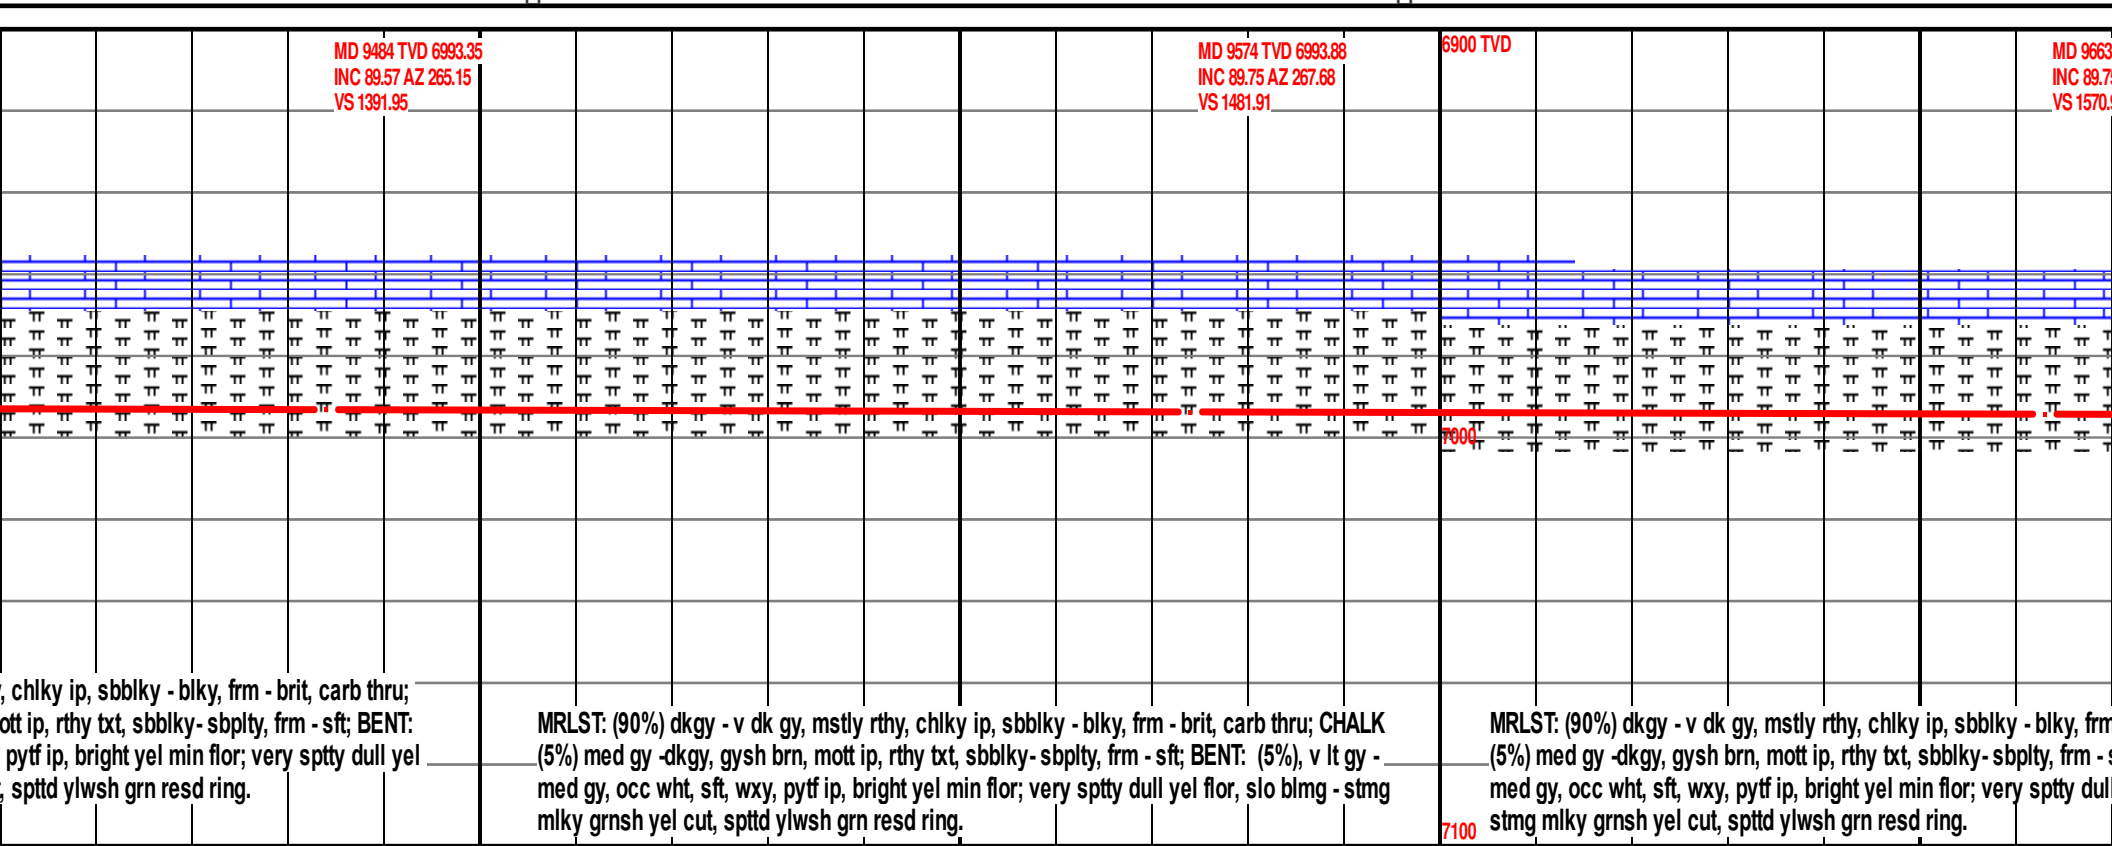 MD 9484 TVD 6993.35
INC 89.57 AZ 265.15
VS 1391.95
MD 9574 TVD 6993.88
INC 89.75 AZ 267.68
VS 1481.91
6900 TVD
MD 9663
INC 89.75
VS 1570.9
7000
7100
, chlky ip, sbblky - blky, frm - brit, carb thru;
ott ip, rthy txt, sbblky- sbplty, frm - sft; BENT:
pytf ip, bright yel min flor; very sptty dull yel
, spttd ylwsh grn resd ring.
MRLST: (90%) dkgy - v dk gy, mstly rthy, chlky ip, sbblky - blky, frm - brit, carb thru; CHALK
(5%) med gy -dkgy, gysh brn, mott ip, rthy txt, sbblky- sbplty, frm - sft; BENT: (5%), v lt gy -
med gy, occ wht, sft, wxy, pytf ip, bright yel min flor; very sptty dull yel flor, slo blmg - stmg
mlky grnsh yel cut, spttd ylwsh grn resd ring.
MRLST: (90%) dkgy - v dk gy, mstly rthy, chlky ip, sbblky - blky, frm
(5%) med gy -dkgy, gysh brn, mott ip, rthy txt, sbblky- sbplty, frm - s
med gy, occ wht, sft, wxy, pytf ip, bright yel min flor; very sptty dull
stmg mlky grnsh yel cut, spttd ylwsh grn resd ring.